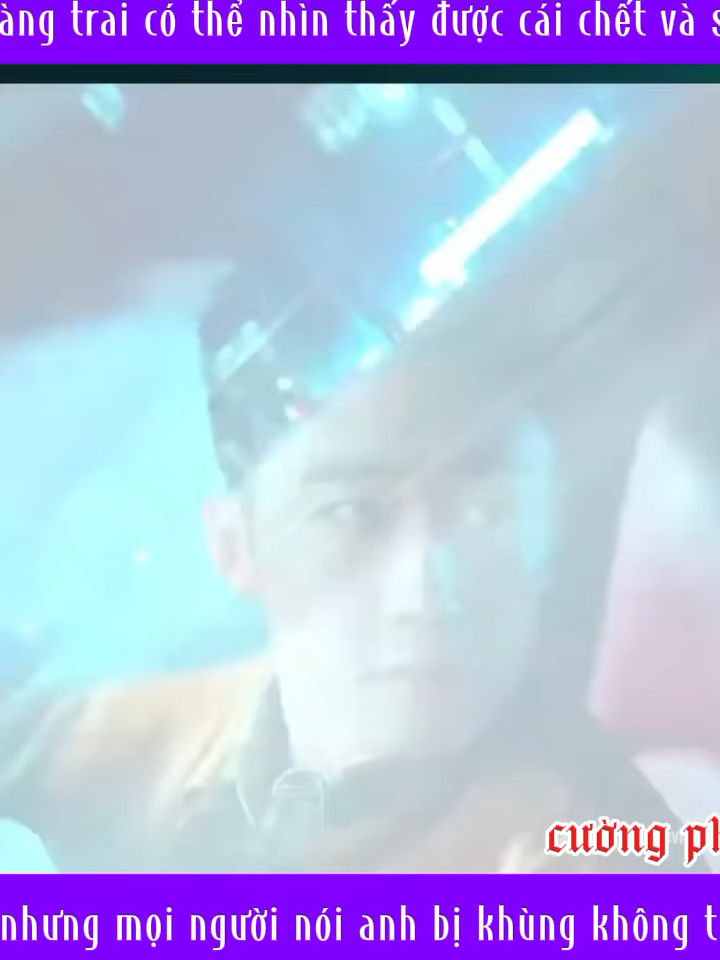 àng trai có thể nhìn thấy được cái chết và s
cường ph
nhưng mọi người nói anh bị khùng không t